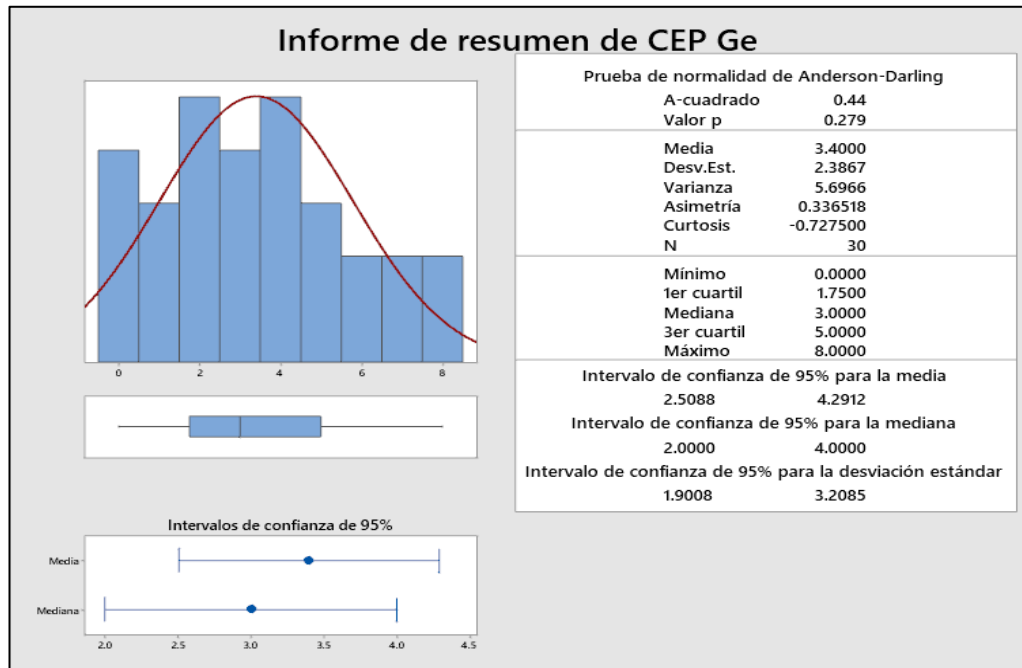 Informe de resumen de CEP Ge
0 2 4 6 8
Intervalos de confianza de 95%
Media
Mediana
2.0 2.5 3.0 3.5 4.0 4.5
Prueba de normalidad de Anderson-Darling
A-cuadrado 0.44
Valor p 0.279
Media 3.4000
Desv.Est. 2.3867
Varianza 5.6966
Asimetría 0.336518
Curtosis -0.727500
N 30
Mínimo 0.0000
1er cuartil 1.7500
Mediana 3.0000
3er cuartil 5.0000
Máximo 8.0000
Intervalo de confianza de 95% para la media
2.5088 4.2912
Intervalo de confianza de 95% para la mediana
2.0000 4.0000
Intervalo de confianza de 95% para la desviación estándar
1.9008 3.2085